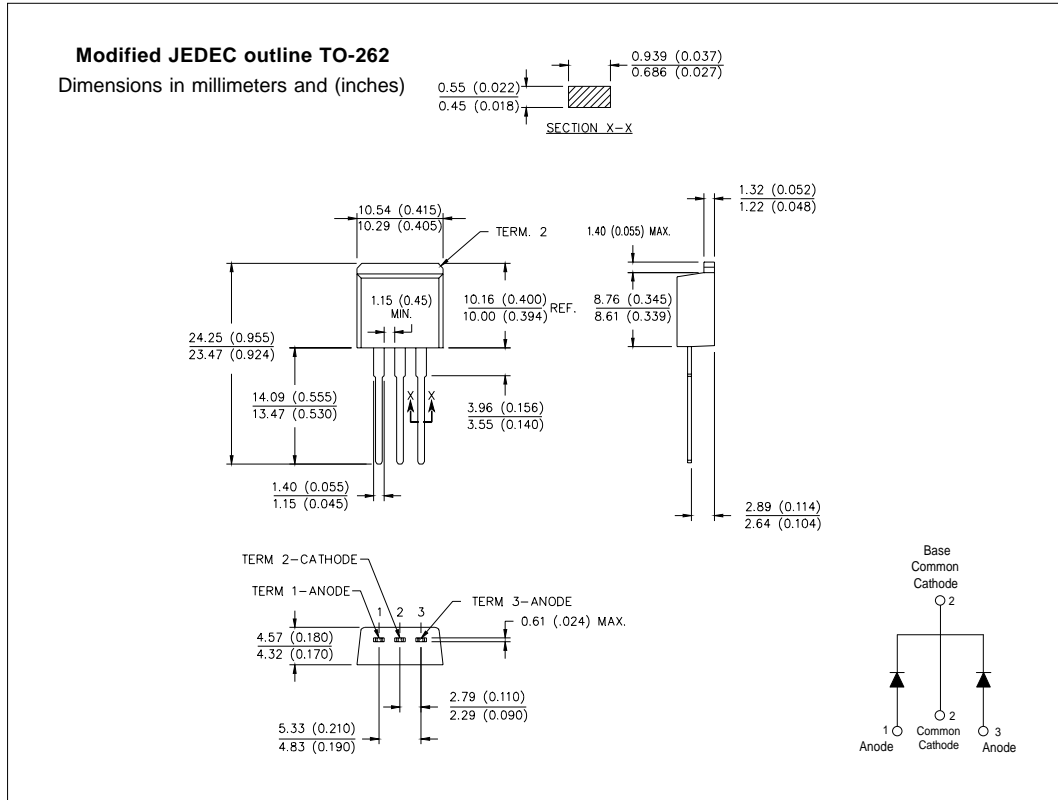 Modified JEDEC outline TO-262
Dimensions in millimeters and (inches)
0.939 (0.037)
0.686 (0.027)
0.55 (0.022)
0.45 (0.018)
SECTION X-X
10.54 (0.415)
10.29 (0.405)
TERM. 2
1.32 (0.052)
1.22 (0.048)
1.40 (0.055) MAX.
1.15 (0.45)
MIN.
10.16 (0.400)
10.00 (0.394)
REF.
8.76 (0.345)
8.61 (0.339)
24.25 (0.955)
23.47 (0.924)
14.09 (0.555)
13.47 (0.530)
X X
3.96 (0.156)
3.55 (0.140)
1.40 (0.055)
1.15 (0.045)
2.89 (0.114)
2.64 (0.104)
TERM 2-CATHODE
TERM 1-ANODE
TERM 3-ANODE
1 2 3
0.61 (.024) MAX.
4.57 (0.180)
4.32 (0.170)
2.79 (0.110)
2.29 (0.090)
5.33 (0.210)
4.83 (0.190)
Base
Common
Cathode
2
1
Anode
2
Common
Cathode
3
Anode